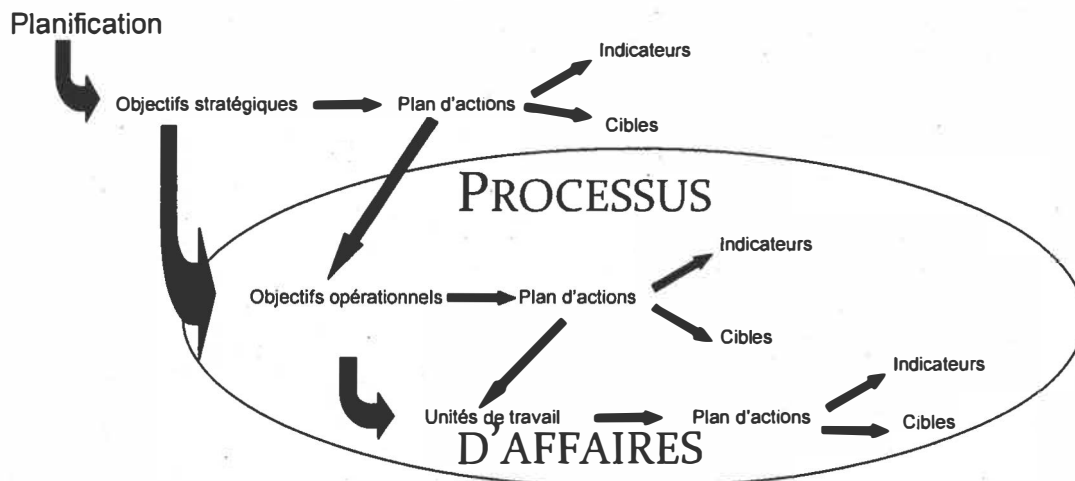 Planification
Indicateurs
Objectifs stratégiques
Plan d'actions
Cibles
PROCESSUS
Indicateurs
Objectifs opérationnels
Plan d'actions
Cibles
Indicateurs
Unités de travail
Plan d'actions
Cibles
D'AFFAIRES